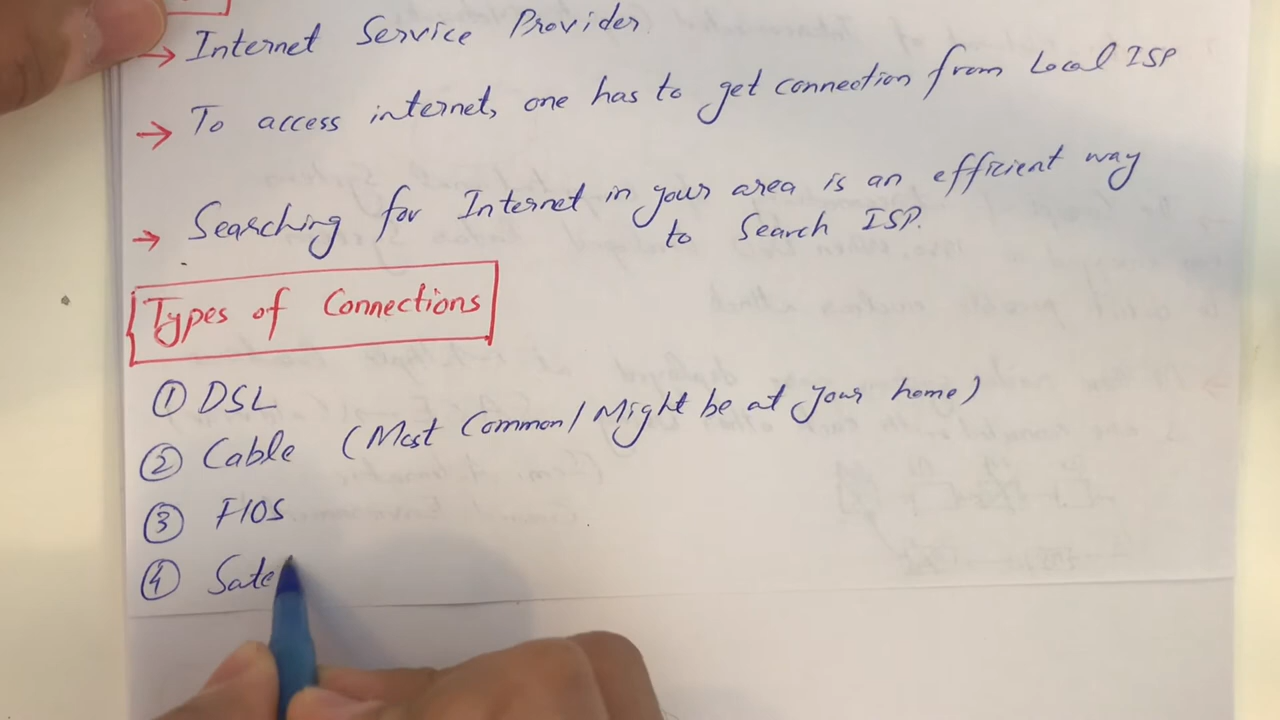 → Internet Service Provider
→ To access internet, one has to get connection from Local ISP
→ Searching for Internet in your area is an efficient way
to Search ISP.
Types of Connections
① DSL
② Cable (Most Common/Might be at your home)
③ FIOS
④ Sate